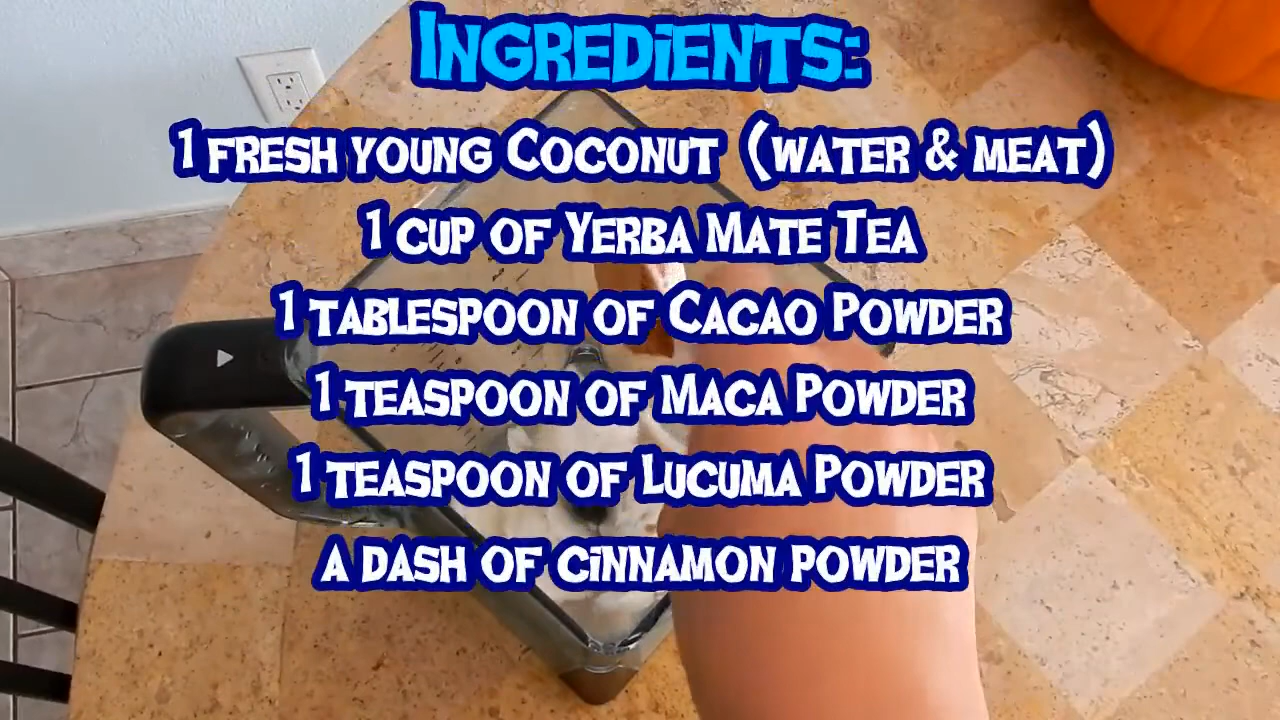 Ingredients:
1 fresh young Coconut (water & meat)
1 cup of Yerba Mate Tea
1 tablespoon of Cacao Powder
1 teaspoon of Maca Powder
1 teaspoon of Lucuma Powder
a dash of cinnamon powder